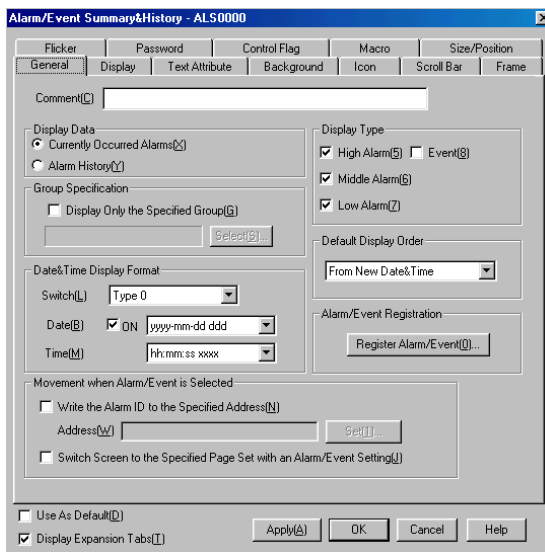 Alarm/Event Summary&History - ALS0000
Flicker Password Control Flag Macro Size/Position
General Display Text Attribute Background Icon Scroll Bar Frame
Comment(C)
Display Data
Currently Occurred Alarms(X)
Alarm History(Y)
Display Type
High Alarm(5) Event(8)
Middle Alarm(6)
Low Alarm(7)
Group Specification
Display Only the Specified Group(G)
Select(S)...
Default Display Order
From New Date&Time
Date&Time Display Format
Switch(L) Type 0
Date(B) ON yyyy-mm-dd ddd
Time(M) hh:mm:ss xxxx
Alarm/Event Registration
Register Alarm/Event(O)...
Movement when Alarm/Event is Selected
Write the Alarm ID to the Specified Address(N)
Address(W) Set(T)...
Switch Screen to the Specified Page Set with an Alarm/Event Setting(J)
Use As Default(D)
Display Expansion Tabs(T)
Apply(A) OK Cancel Help